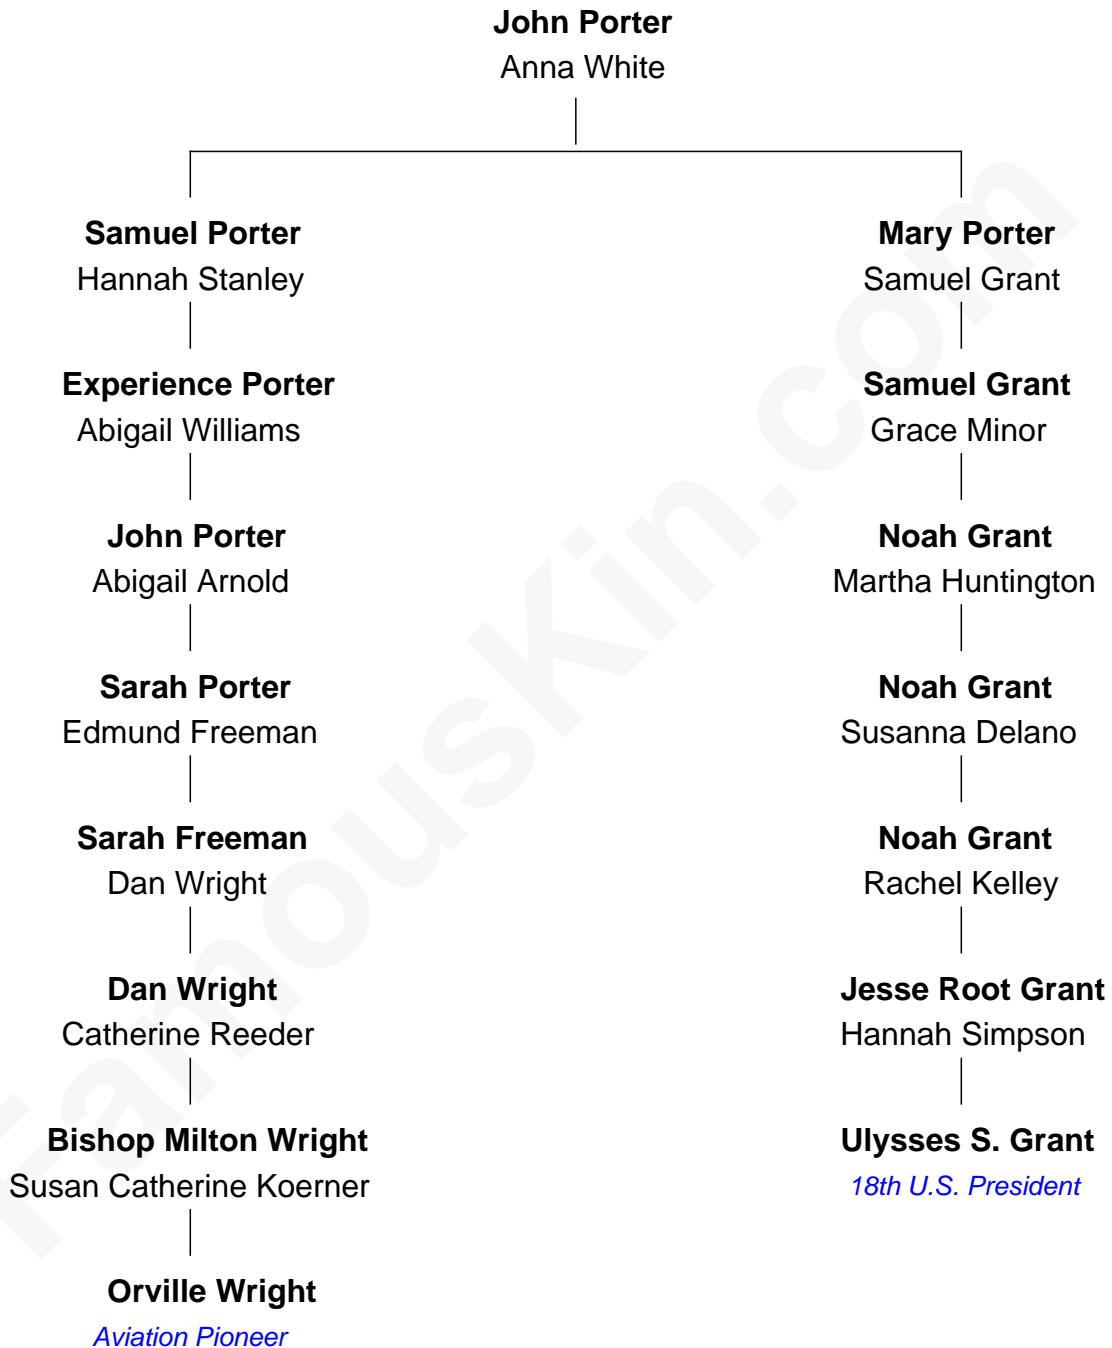 John Porter
Anna White
Samuel Porter
Hannah Stanley
Mary Porter
Samuel Grant
Experience Porter
Abigail Williams
Samuel Grant
Grace Minor
John Porter
Abigail Arnold
Noah Grant
Martha Huntington
Sarah Porter
Edmund Freeman
Noah Grant
Susanna Delano
Sarah Freeman
Dan Wright
Noah Grant
Rachel Kelley
Dan Wright
Catherine Reeder
Jesse Root Grant
Hannah Simpson
Bishop Milton Wright
Susan Catherine Koerner
Ulysses S. Grant
18th U.S. President
Orville Wright
Aviation Pioneer
FamousKin.com